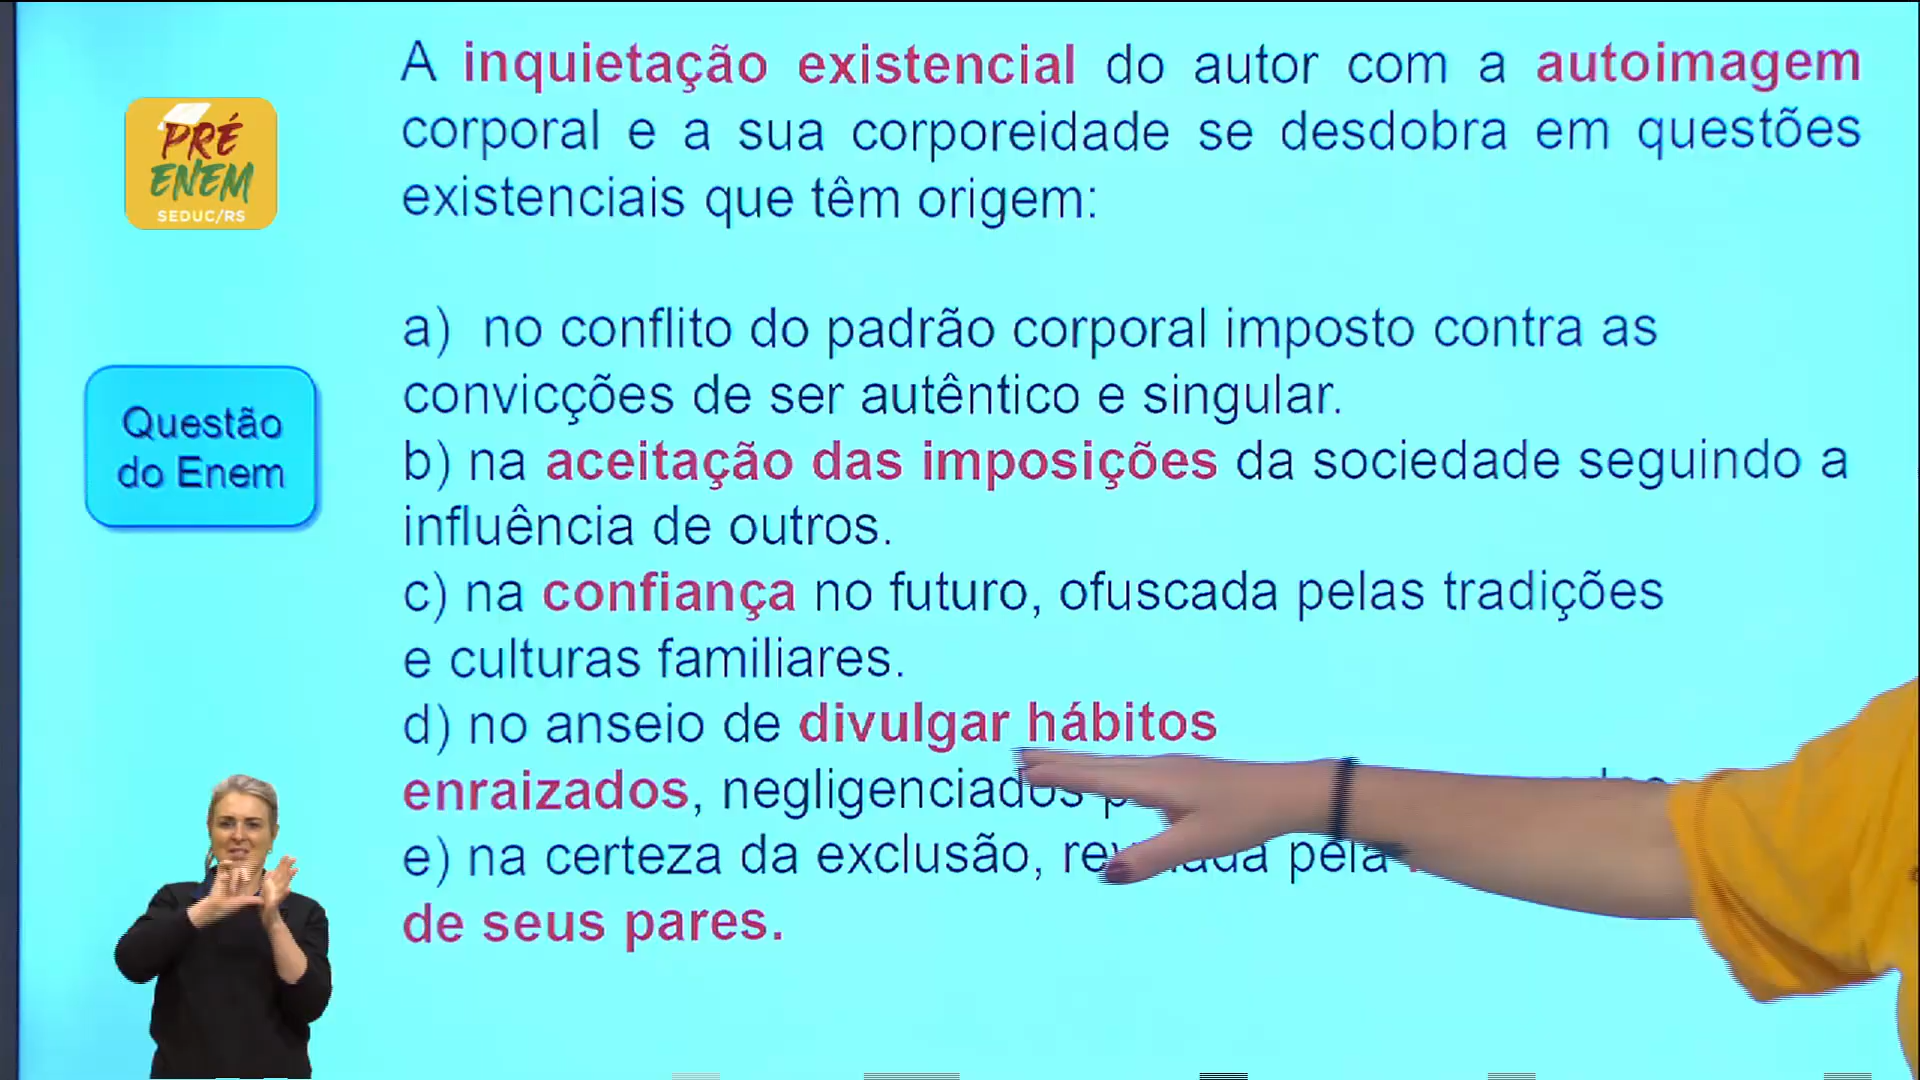 PRÉ
ENEM
SEDUC/RS
A inquietação existencial do autor com a autoimagem
corporal e a sua corporeidade se desdobra em questões
existenciais que têm origem:
Questão
do Enem
a) no conflito do padrão corporal imposto contra as
convicções de ser autêntico e singular.
b) na aceitação das imposições da sociedade seguindo a
influência de outros.
c) na confiança no futuro, ofuscada pelas tradições
e culturas familiares.
d) no anseio de divulgar hábitos
enraizados, negligenciados
e) na certeza da exclusão, pela
de seus pares.